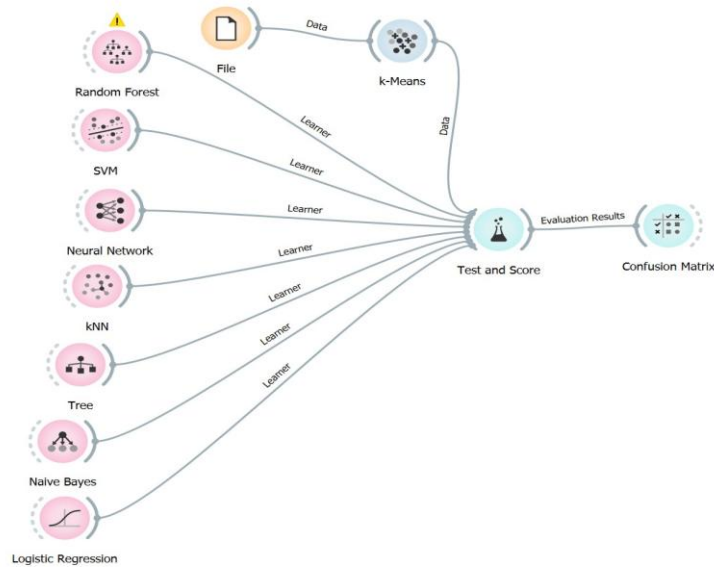 Data
File
k-Means
Random Forest
Data
Learner
SVM
Learner
Neural Network
Learner
Evaluation Results
Test and Score
Confusion Matrix
Learner
kNN
Learner
Tree
Learner
Naive Bayes
Learner
Logistic Regression